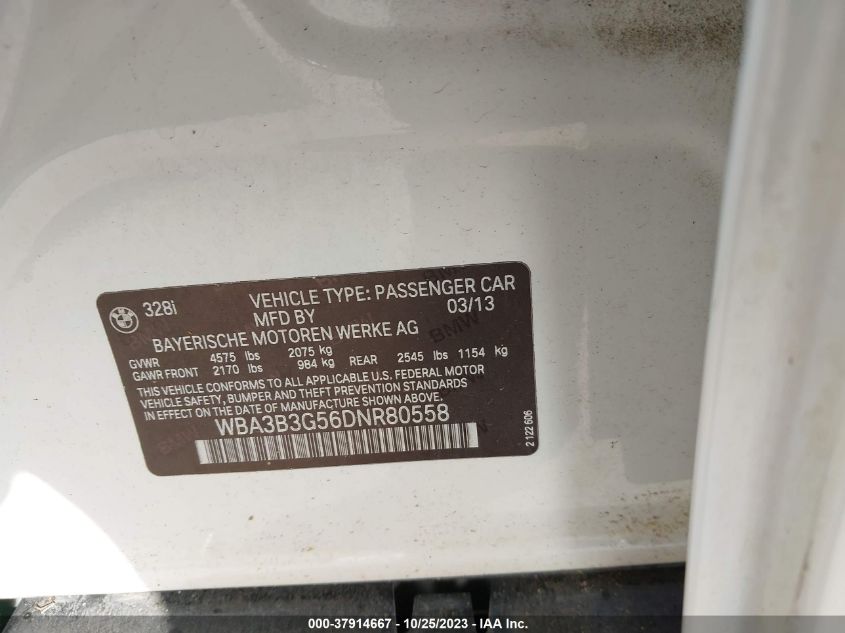 328i VEHICLE TYPE: PASSENGER CAR
MFD BY 03/13
BAYERISCHE MOTOREN WERKE AG
GVWR 4575 lbs 2075 kg
GAWR FRONT 2170 lbs 984 kg REAR 2545 lbs 1154 kg
THIS VEHICLE CONFORMS TO ALL APPLICABLE U.S. FEDERAL MOTOR
VEHICLE SAFETY, BUMPER AND THEFT PREVENTION STANDARDS
IN EFFECT ON THE DATE OF MANUFACTURE SHOWN ABOVE.
WBA3B3G56DNR80558
2 122 606
000-37914667 - 10/25/2023 - IAA Inc.